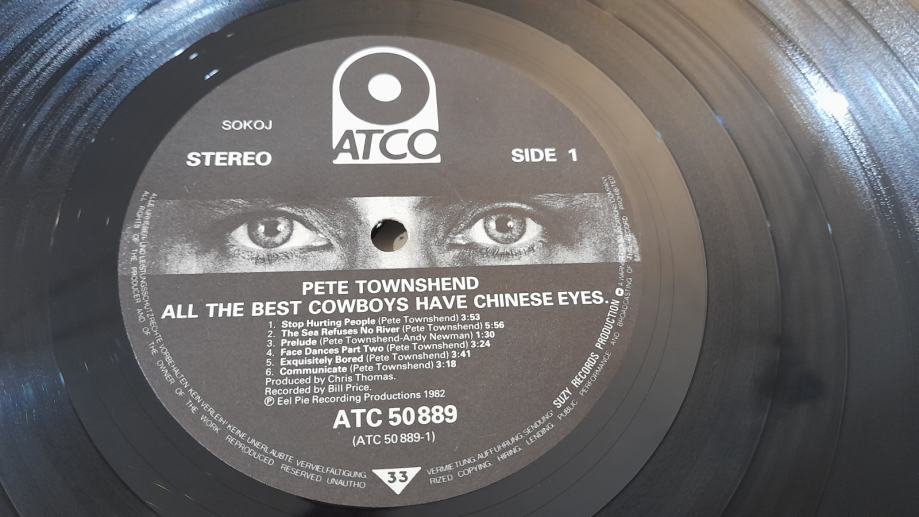 ATCO
SOKOJ
STEREO
SIDE 1
PETE TOWNSHEND
ALL THE BEST COWBOYS HAVE CHINESE EYES.
1. Stop Hurting People (Pete Townshend) 3:53
2. The Sea Refuses No River (Pete Townshend) 5:56
3. Prelude (Pete Townshend-Andy Newman) 1:30
4. Face Dances Part Two (Pete Townshend) 3:24
5. Exquisitely Bored (Pete Townshend) 3:41
6. Communicate (Pete Townshend) 3:18
Produced by Chris Thomas.
Recorded by Bill Price.
Ⓟ Eel Pie Recording Productions 1982
ATC 50889
(ATC 50 889-1)
33
ALLE URHEBER- UND LEISTUNGSSCHUTZRECHTE VORBEHALTEN KEIN VERLEIH! KEINE UNERLAUBTE VERVIELFÄLTIGUNG, VERMIETUNG, AUFFÜHRUNG, SENDUNG!
ALL RIGHTS OF THE PRODUCER AND OF THE OWNER OF THE WORK REPRODUCED RESERVED UNAUTHORIZED COPYING, HIRING, LENDING, PUBLIC PERFORMANCE AND BROADCASTING OF THIS RECORD PROHIBITED
SUZY RECORDS PRODUCTION